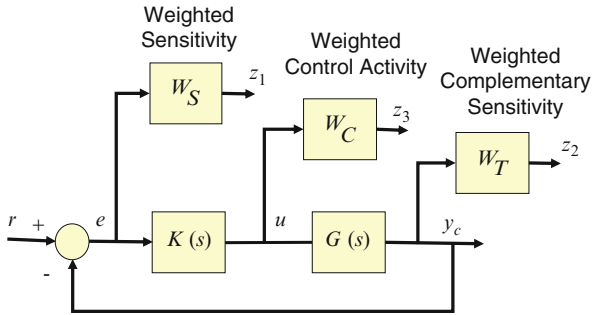 Weighted
Sensitivity
Weighted
Control Activity
Weighted
Complementary
Sensitivity
W_S
z_1
W_C
z_3
W_T
z_2
r
+
e
K (s)
u
G (s)
y_c
-